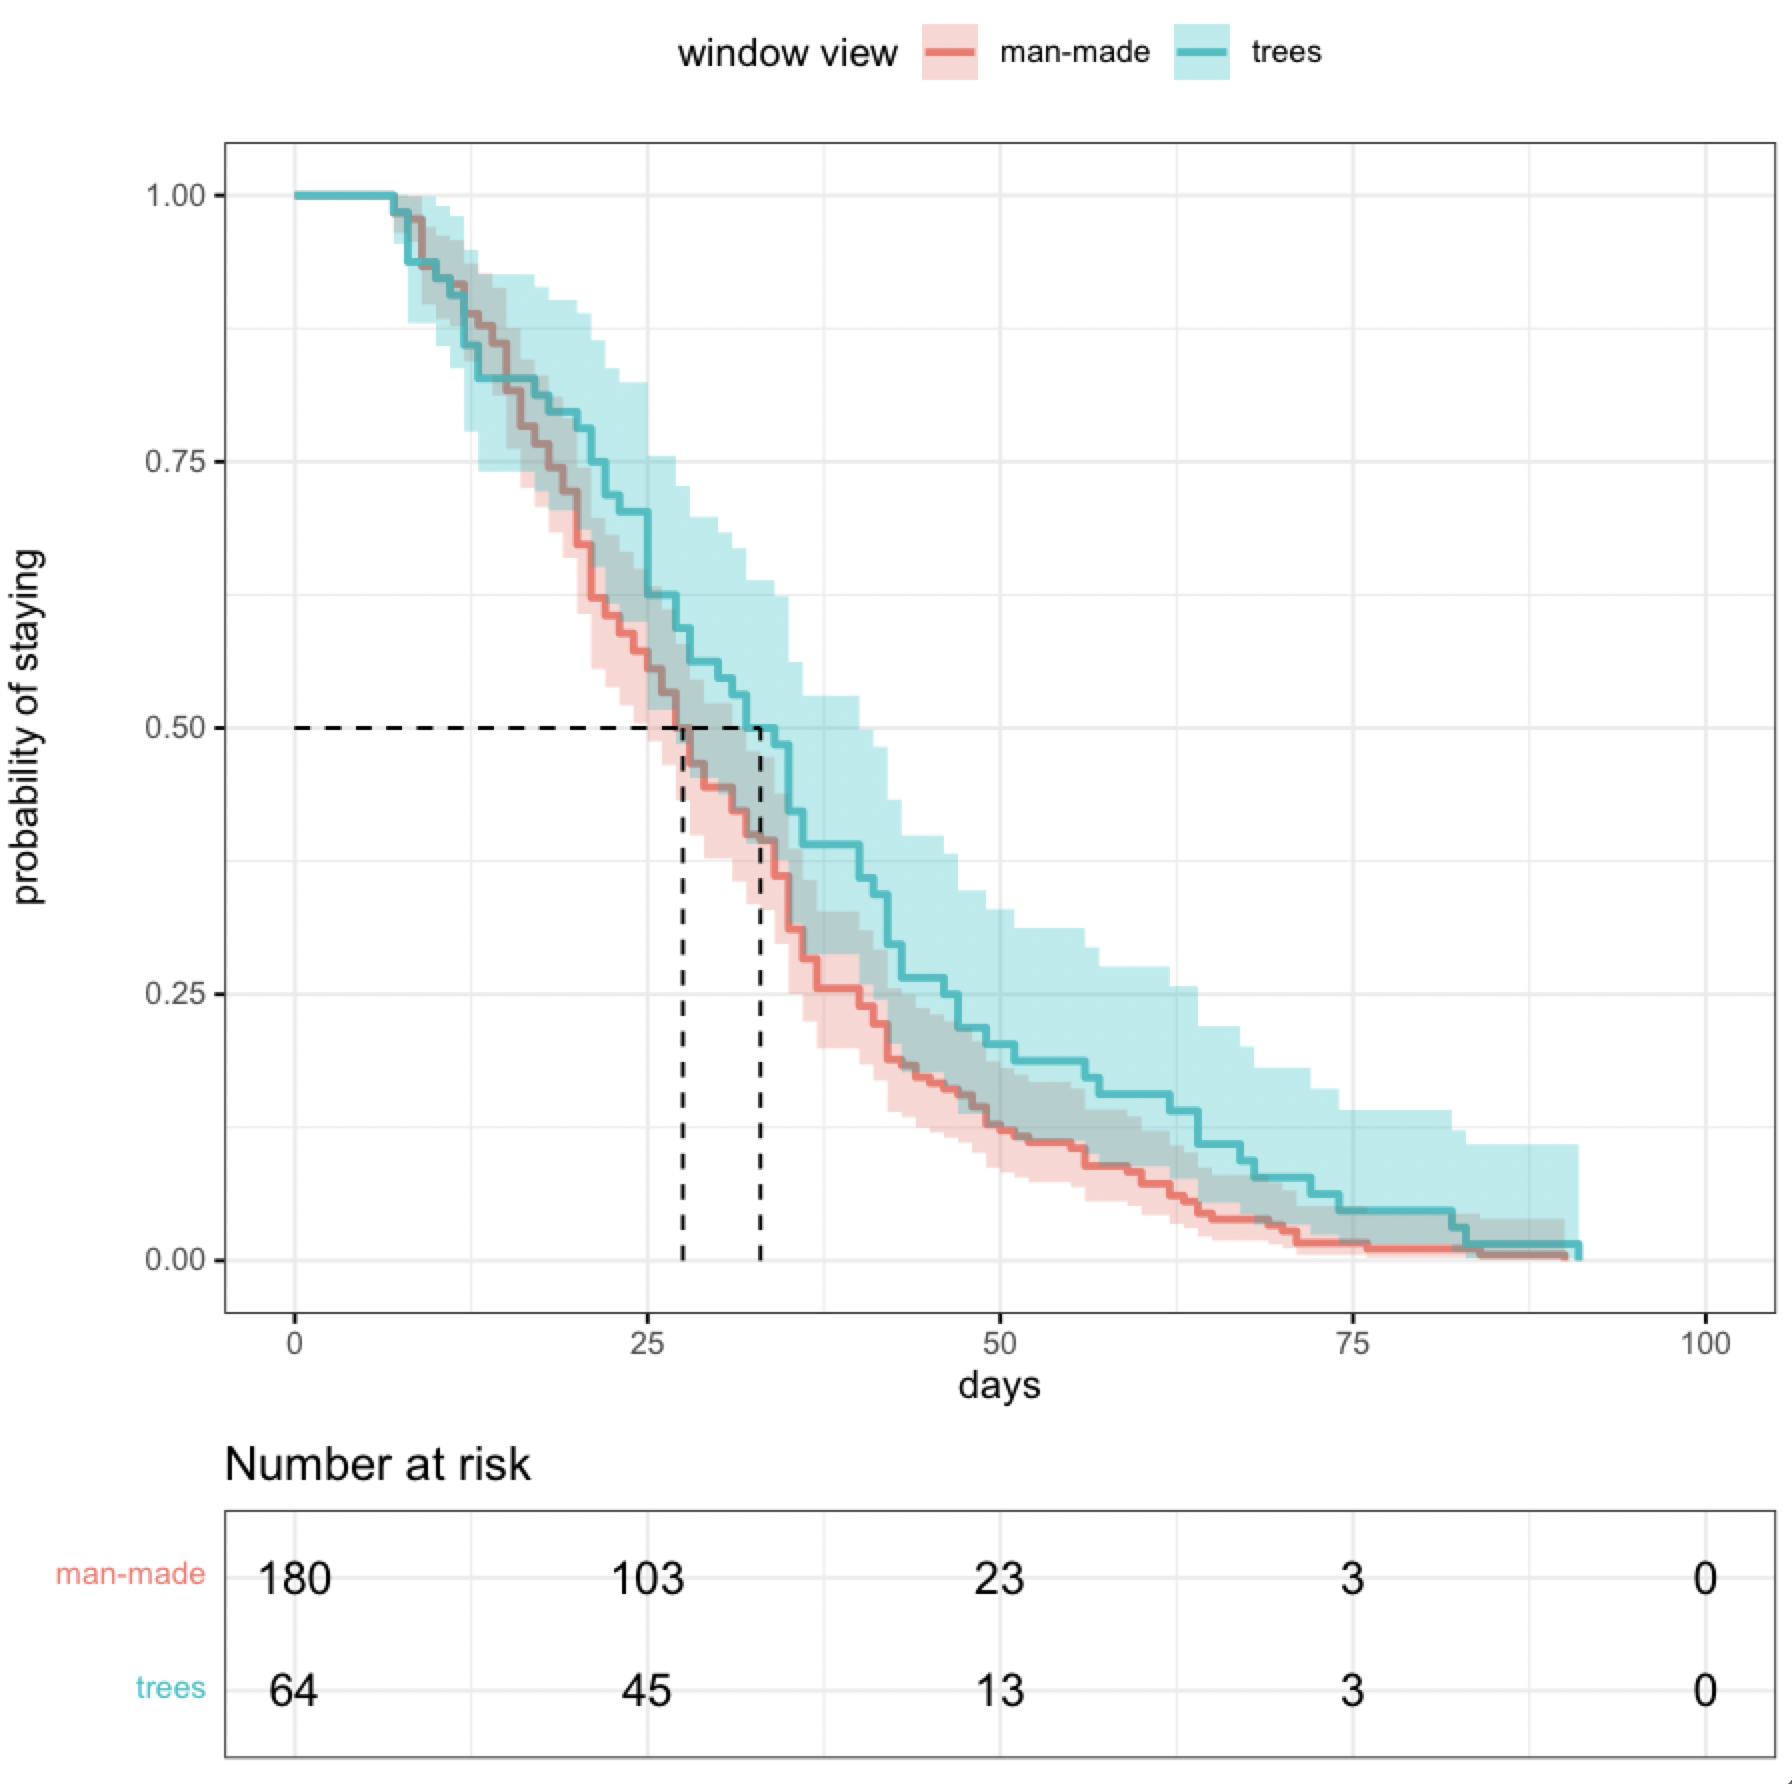 window view man-made trees
1.00
0.75
0.50
0.25
0.00
probability of staying
0 25 50 75 100
days
Number at risk
man-made 180 103 23 3 0
trees 64 45 13 3 0